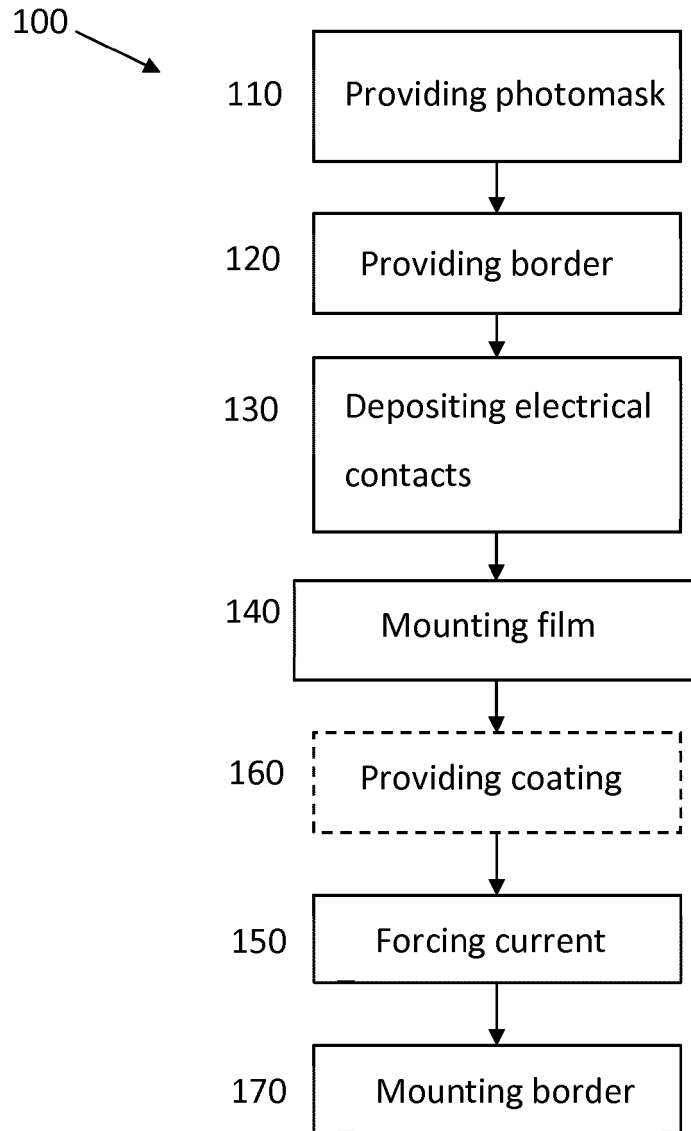 100
110 Providing photomask
120 Providing border
130 Depositing electrical
contacts
140 Mounting film
160 Providing coating
150 Forcing current
170 Mounting border